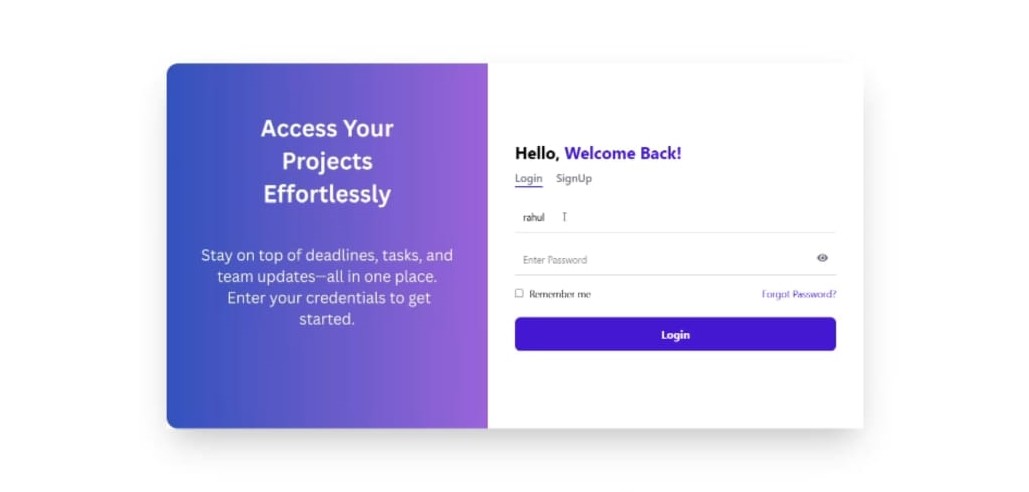 Access Your
Projects
Effortlessly
Stay on top of deadlines, tasks, and
team updates—all in one place.
Enter your credentials to get
started.
Hello, Welcome Back!
Login SignUp
rahul
Enter Password
Remember me Forgot Password?
Login